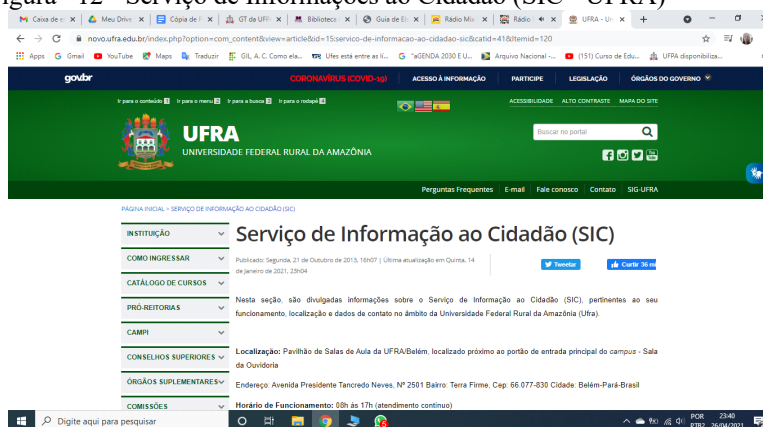 igura 12 - Serviço de Informações ao Cidadão (SIC - UFRA)
Caixa de e
Meu Drive
Cópia de F
GT da UFF
Biblioteca
Guia de El
Rádio Mix
Rádio
UFRA - Un
novo.ufra.edu.br/index.php?option=com_content&view=article&id=15:servico-de-informacao-ao-cidadao-sic&catid=41&Itemid=120
Apps
Gmail
YouTube
Maps
Traduzir
GIL, A. C. Como ela...
Ufes está entre as li...
"aGENDA 2030 E U...
Arquivo Nacional -...
(151) Curso de Edu...
UFPA disponibiliza...
govbr
CORONAVÍRUS (COVID-19)
ACESSO À INFORMAÇÃO
PARTICIPE
LEGISLAÇÃO
ÓRGÃOS DO GOVERNO
Ir para o conteúdo 1 Ir para o menu 2 Ir para a busca 3 Ir para o rodapé 4
ACESSIBILIDADE ALTO CONTRASTE MAPA DO SITE
UFRA
UNIVERSIDADE FEDERAL RURAL DA AMAZÔNIA
Buscar no portal
Perguntas Frequentes
E-mail
Fale conosco
Contato
SIG-UFRA
PÁGINA INICIAL > SERVIÇO DE INFORMAÇÃO AO CIDADÃO (SIC)
INSTITUIÇÃO
COMO INGRESSAR
CATÁLOGO DE CURSOS
PRÓ-REITORIAS
CAMPI
CONSELHOS SUPERIORES
ÓRGÃOS SUPLEMENTARES
COMISSÕES
Serviço de Informação ao Cidadão (SIC)
Publicado: Segunda, 21 de Outubro de 2013, 16h07 | Última atualização em Quinta, 14
de Janeiro de 2021, 23h04
Tweetar
Curtir 36 mi
Nesta seção, são divulgadas informações sobre o Serviço de Informação ao Cidadão (SIC), pertinentes ao seu
funcionamento, localização e dados de contato no âmbito da Universidade Federal Rural da Amazônia (Ufra).
Localização: Pavilhão de Salas de Aula da UFRA/Belém, localizado próximo ao portão de entrada principal do campus - Sala
da Ouvidoria
Endereço: Avenida Presidente Tancredo Neves, Nº 2501 Bairro: Terra Firme, Cep: 66.077-830 Cidade: Belém-Pará-Brasil
Horário de Funcionamento: 08h às 17h (atendimento contínuo)
Digite aqui para pesquisar
POR
PTB2
23:40
26/04/2021